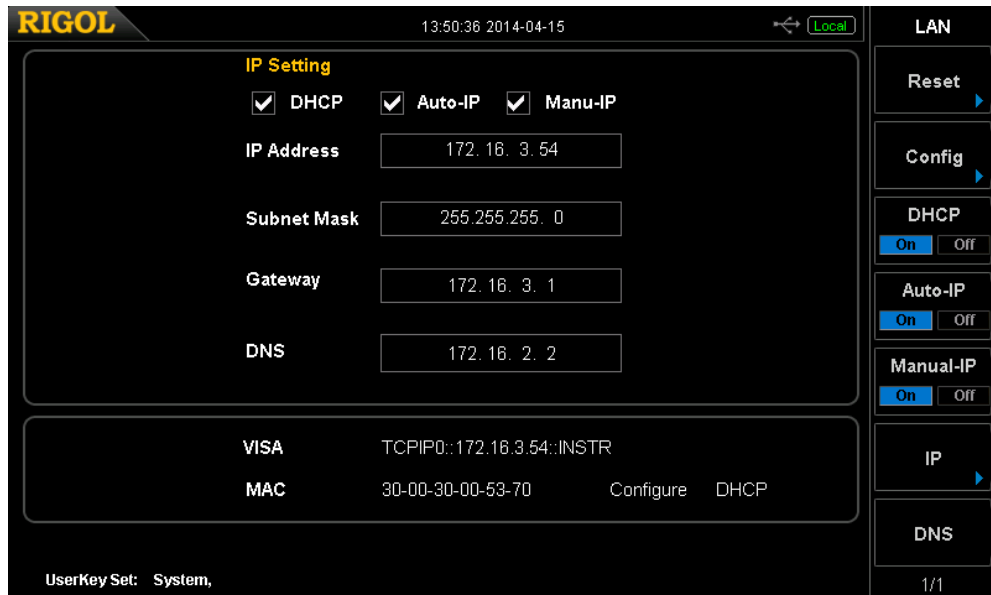 RIGOL 13:50:36 2014-04-15 Local
IP Setting
DHCP Auto-IP Manu-IP
IP Address 172. 16. 3. 54
Subnet Mask 255.255.255. 0
Gateway 172. 16. 3. 1
DNS 172. 16. 2. 2
VISA TCPIP0::172.16.3.54::INSTR
MAC 30-00-30-00-53-70 Configure DHCP
UserKey Set: System,
LAN
Reset
Config
DHCP
On Off
Auto-IP
On Off
Manual-IP
On Off
IP
DNS
1/1